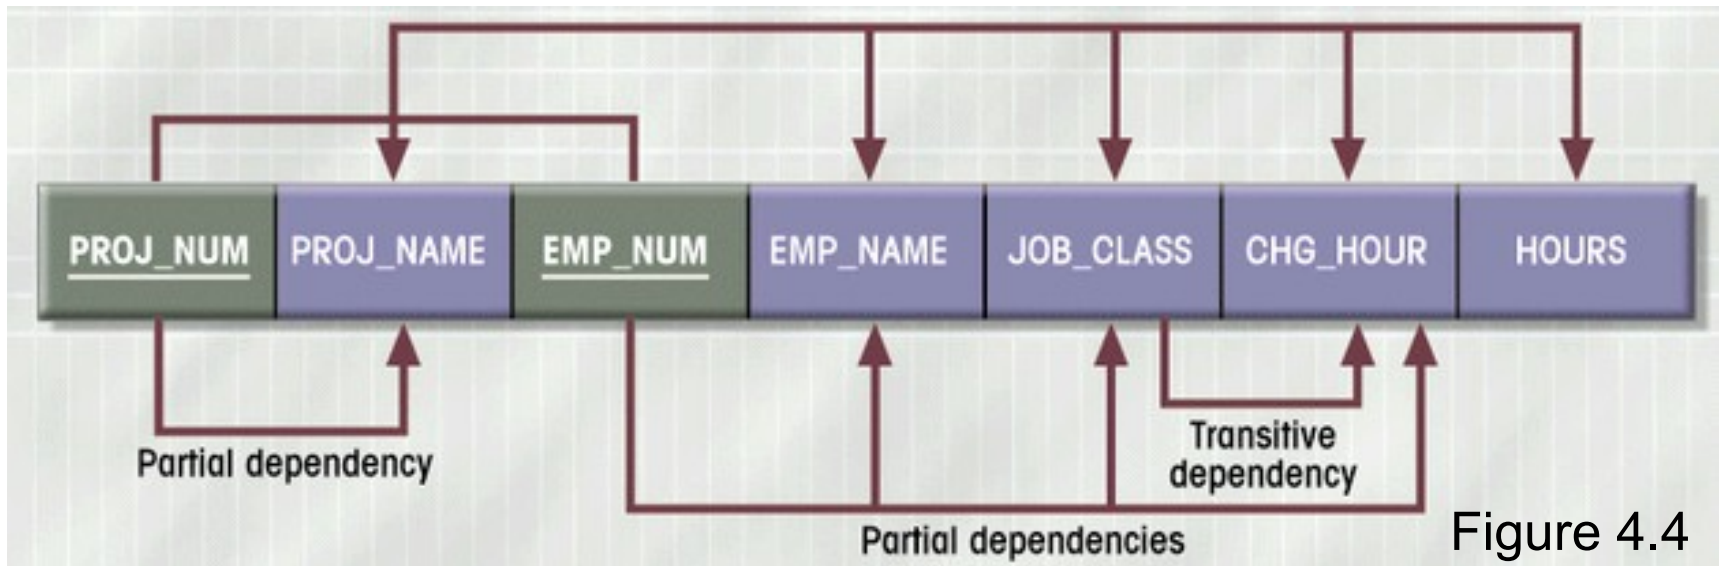 PROJ_NUM PROJ_NAME EMP_NUM EMP_NAME JOB_CLASS CHG_HOUR HOURS
Partial dependency
Transitive
dependency
Partial dependencies
Figure 4.4